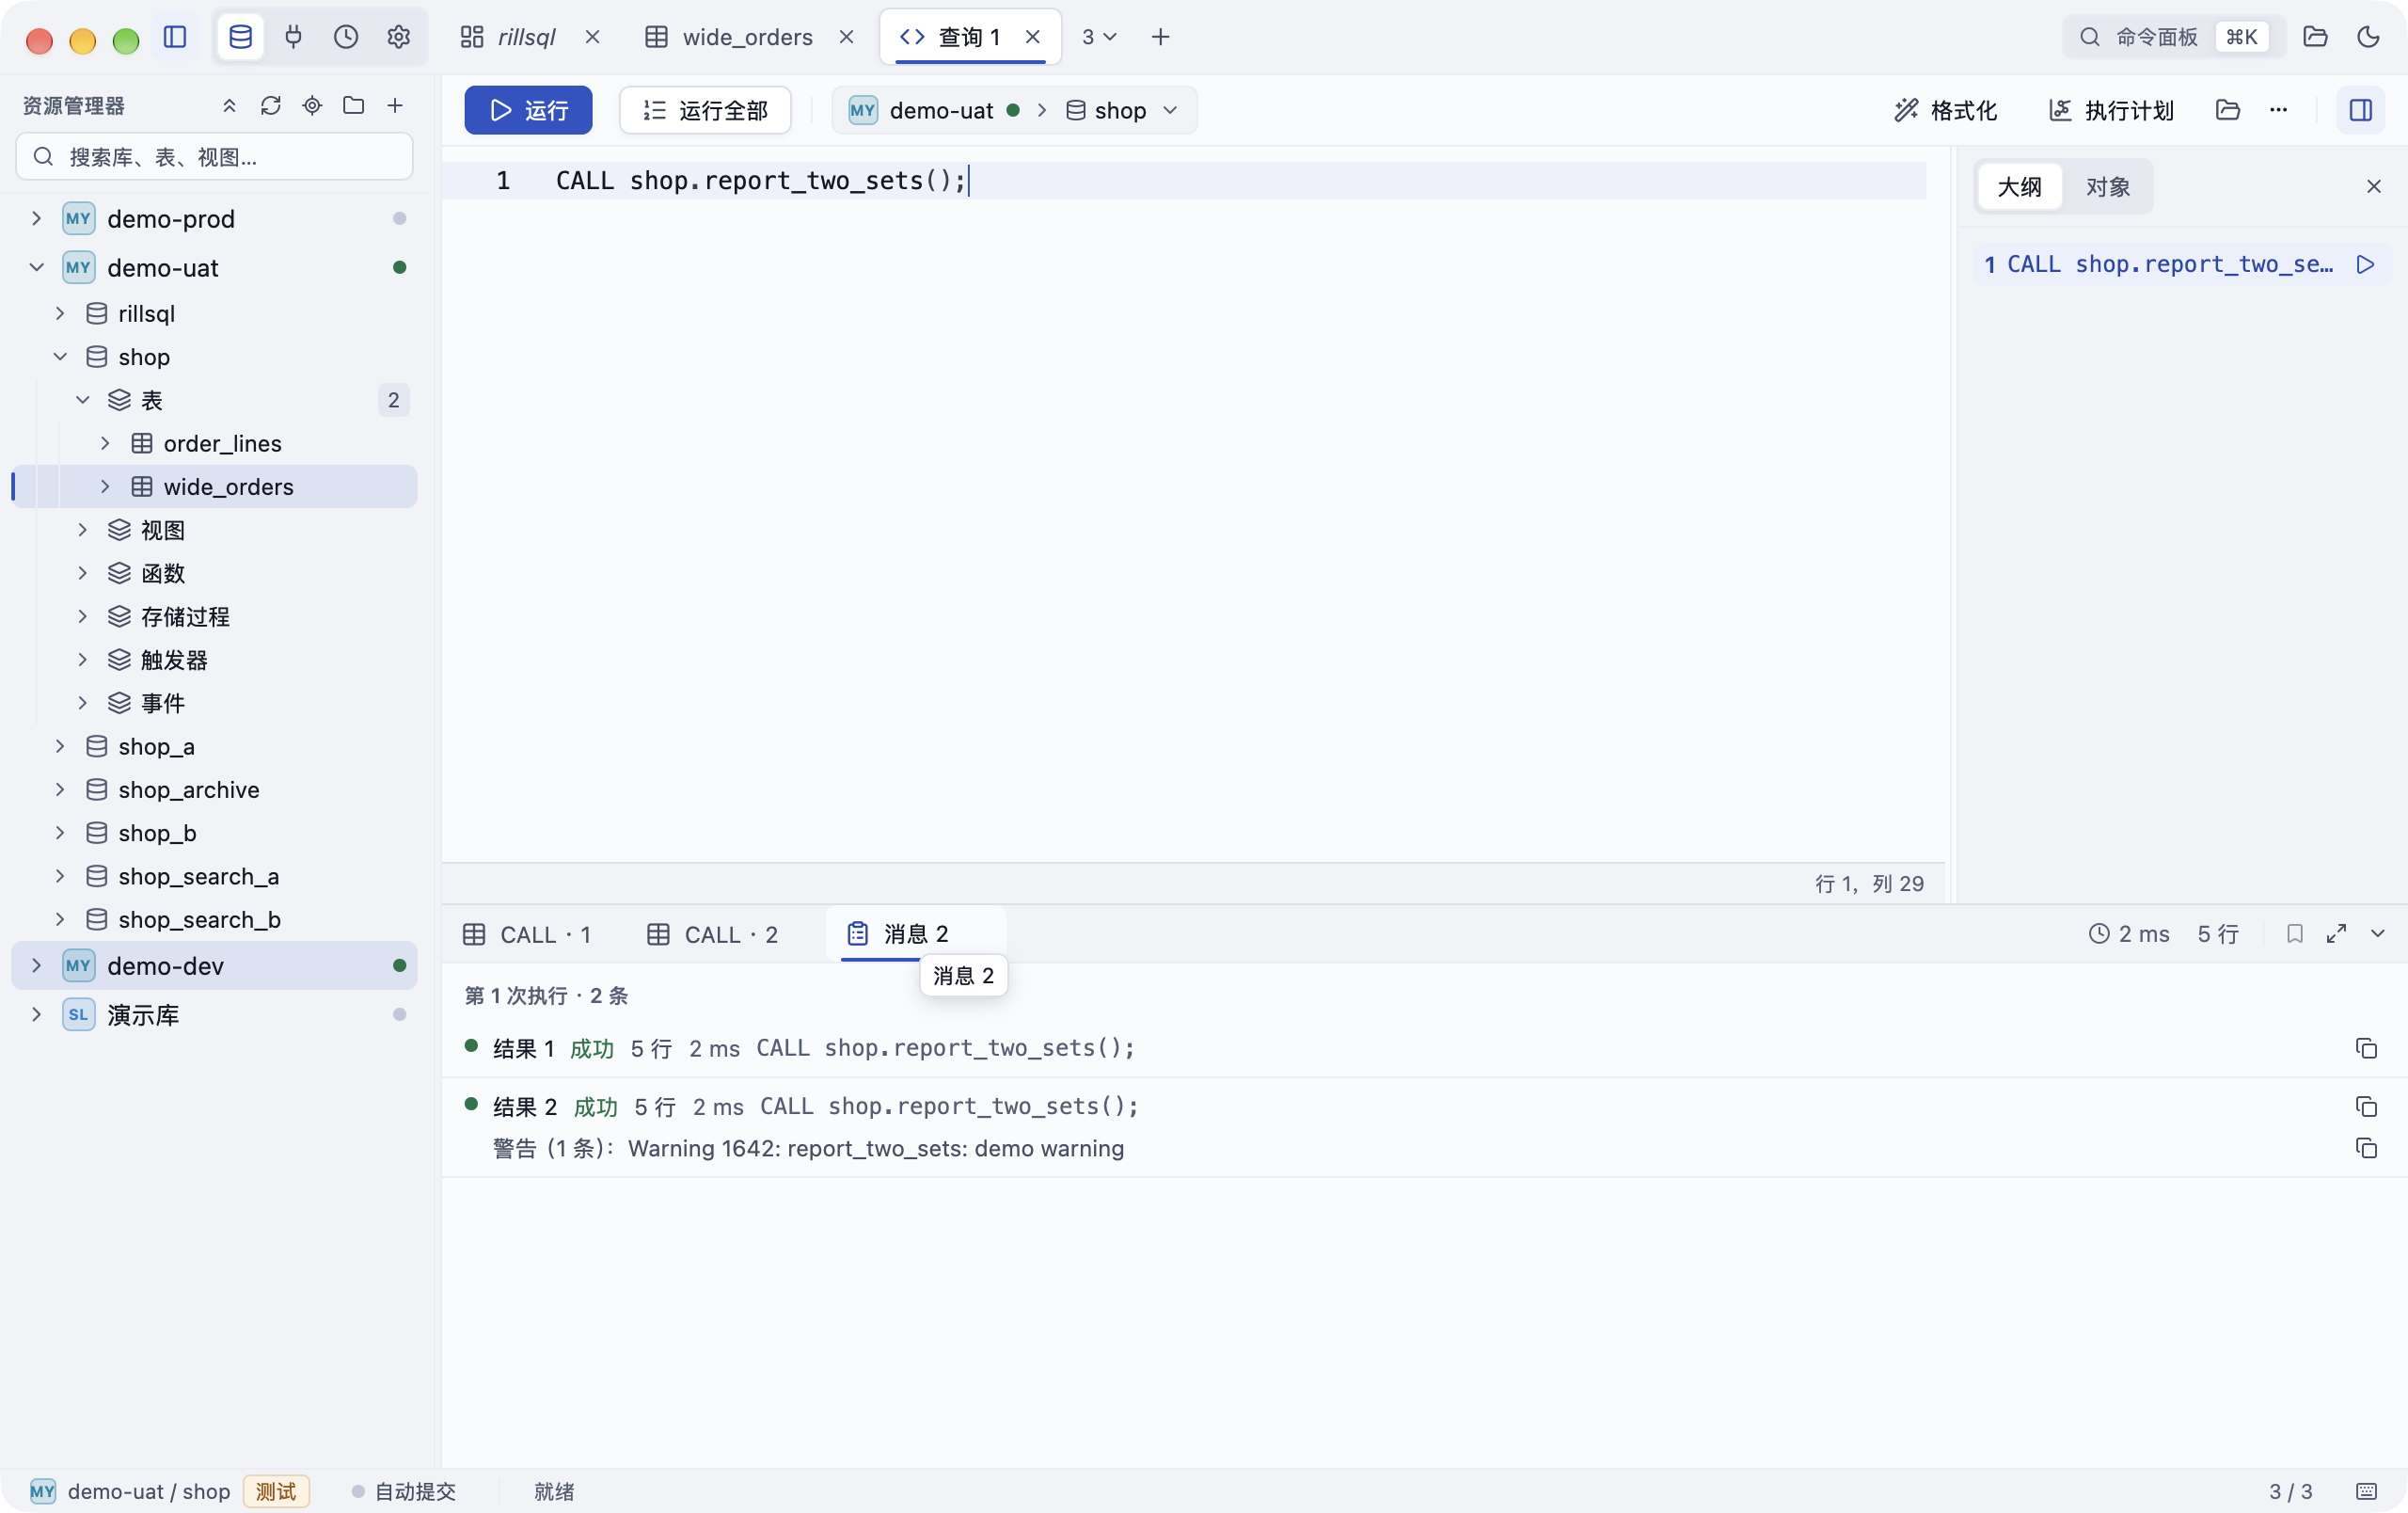 rillsql
wide_orders
查询 1
3
命令面板
⌘K
资源管理器
搜索库、表、视图...
MY demo-prod
MY demo-uat
rillsql
shop
表
2
order_lines
wide_orders
视图
函数
存储过程
触发器
事件
shop_a
shop_archive
shop_b
shop_search_a
shop_search_b
MY demo-dev
SL 演示库
运行
运行全部
MY demo-uat
shop
格式化
执行计划
1 CALL shop.report_two_sets();
行 1, 列 29
大纲
对象
1 CALL shop.report_two_se…
CALL · 1
CALL · 2
消息 2
2 ms
5 行
消息 2
第 1 次执行 · 2 条
结果 1 成功 5 行 2 ms CALL shop.report_two_sets();
结果 2 成功 5 行 2 ms CALL shop.report_two_sets();
警告 (1 条): Warning 1642: report_two_sets: demo warning
MY demo-uat / shop
测试
自动提交
就绪
3 / 3